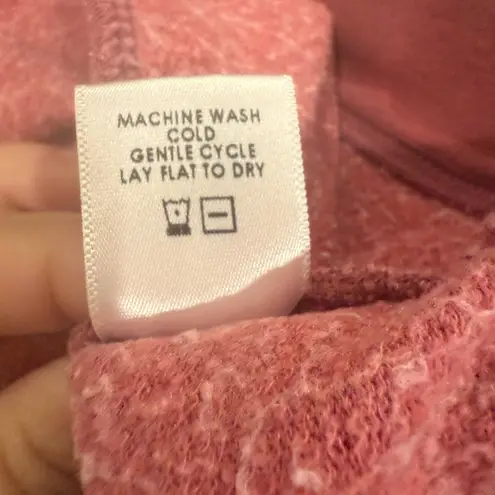 MACHINE WASH
COLD
GENTLE CYCLE
LAY FLAT TO DRY